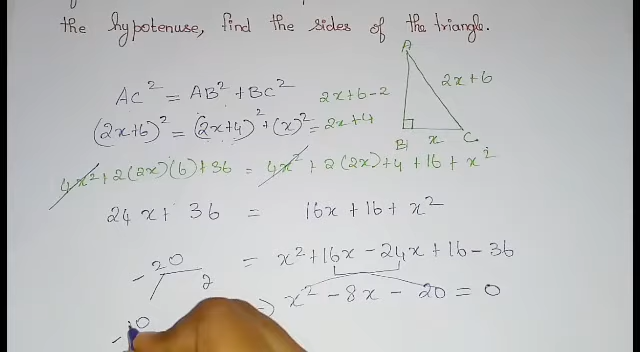 the hypotenuse, find the sides of the triangle.
A
AC² = AB² + BC²
2x+6-2
2x+6
(2x+6)² = (2x+4)² + (x)²
= 2x+4
B
x
C
4x² + 2(2x)(6) + 36 = 4x² + 2(2x)+4 + 16 + x²
24x + 36 = 16x + 16 + x²
-20
2
= x² + 16x - 24x + 16 - 36
⇒ x² - 8x - 20 = 0